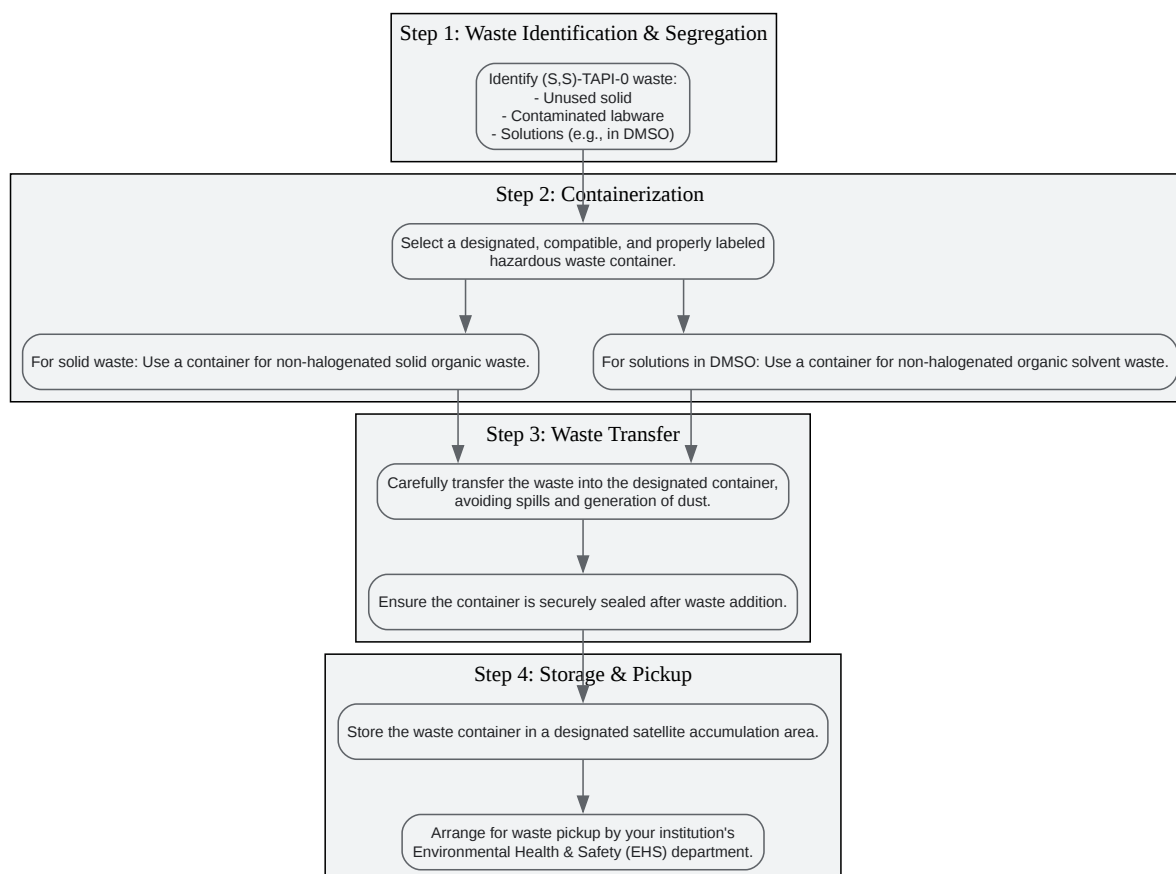 Step 1: Waste Identification & Segregation
Identify (S,S)-TAPI-0 waste:
- Unused solid
- Contaminated labware
- Solutions (e.g., in DMSO)
Step 2: Containerization
Select a designated, compatible, and properly labeled
hazardous waste container.
For solid waste: Use a container for non-halogenated solid organic waste.
For solutions in DMSO: Use a container for non-halogenated organic solvent waste.
Step 3: Waste Transfer
Carefully transfer the waste into the designated container,
avoiding spills and generation of dust.
Ensure the container is securely sealed after waste addition.
Step 4: Storage & Pickup
Store the waste container in a designated satellite accumulation area.
Arrange for waste pickup by your institution's
Environmental Health & Safety (EHS) department.